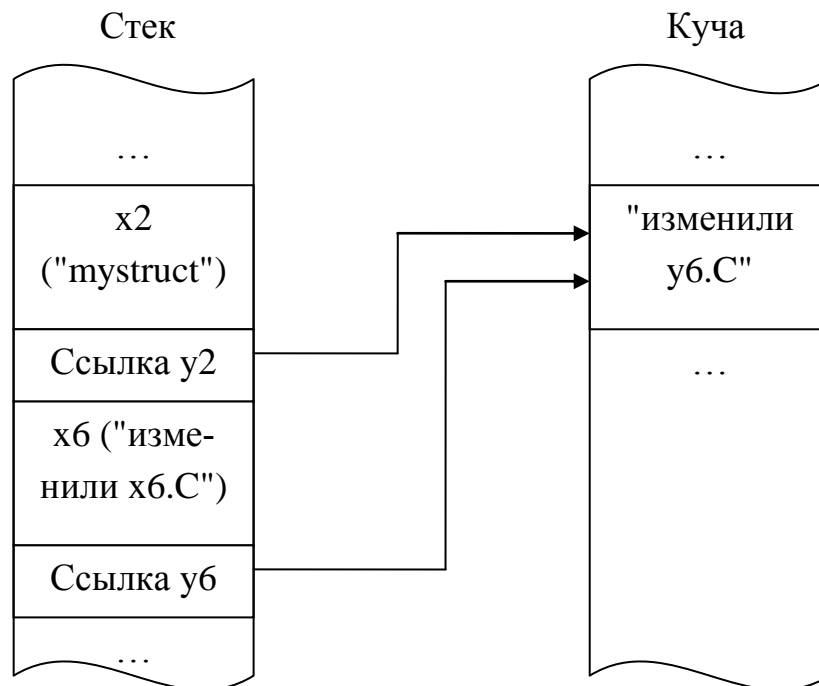 Стек
Куча
…
…
x2
("mystruct")
"изменили
y6.C"
Ссылка y2
…
x6 ("изме-
нили x6.C")
Ссылка y6
…